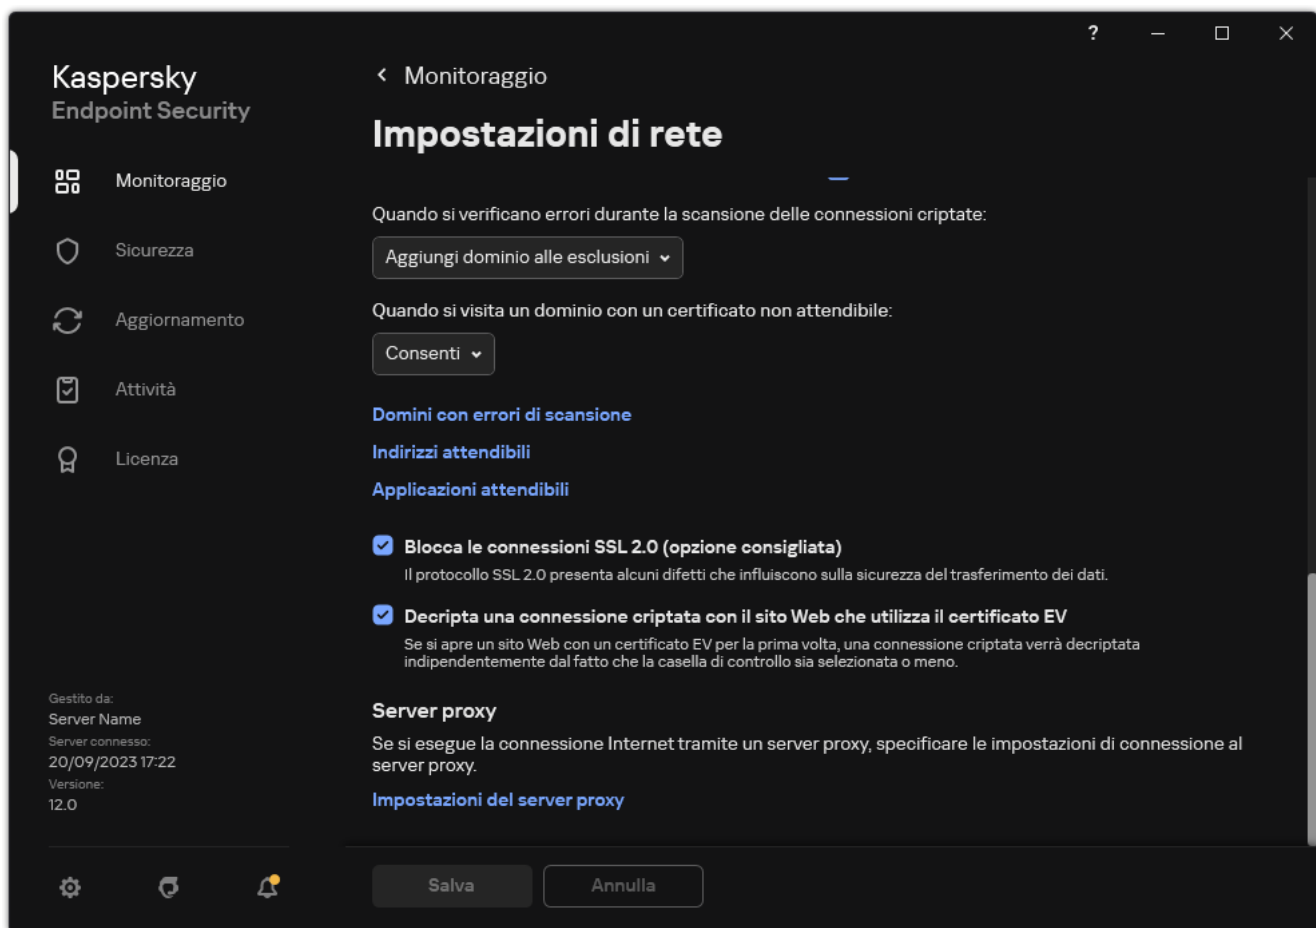 ?
Kaspersky
Endpoint Security
Monitoraggio
Sicurezza
Aggiornamento
Attività
Licenza
Gestito da:
Server Name
Server connesso:
20/09/2023 17:22
Versione:
12.0
Monitoraggio
Impostazioni di rete
Quando si verificano errori durante la scansione delle connessioni criptate:
Aggiungi dominio alle esclusioni
Quando si visita un dominio con un certificato non attendibile:
Consenti
Domini con errori di scansione
Indirizzi attendibili
Applicazioni attendibili
Blocca le connessioni SSL 2.0 (opzione consigliata)
Il protocollo SSL 2.0 presenta alcuni difetti che influiscono sulla sicurezza del trasferimento dei dati.
Decripta una connessione criptata con il sito Web che utilizza il certificato EV
Se si apre un sito Web con un certificato EV per la prima volta, una connessione criptata verrà decriptata
indipendentemente dal fatto che la casella di controllo sia selezionata o meno.
Server proxy
Se si esegue la connessione Internet tramite un server proxy, specificare le impostazioni di connessione al
server proxy.
Impostazioni del server proxy
Salva
Annulla